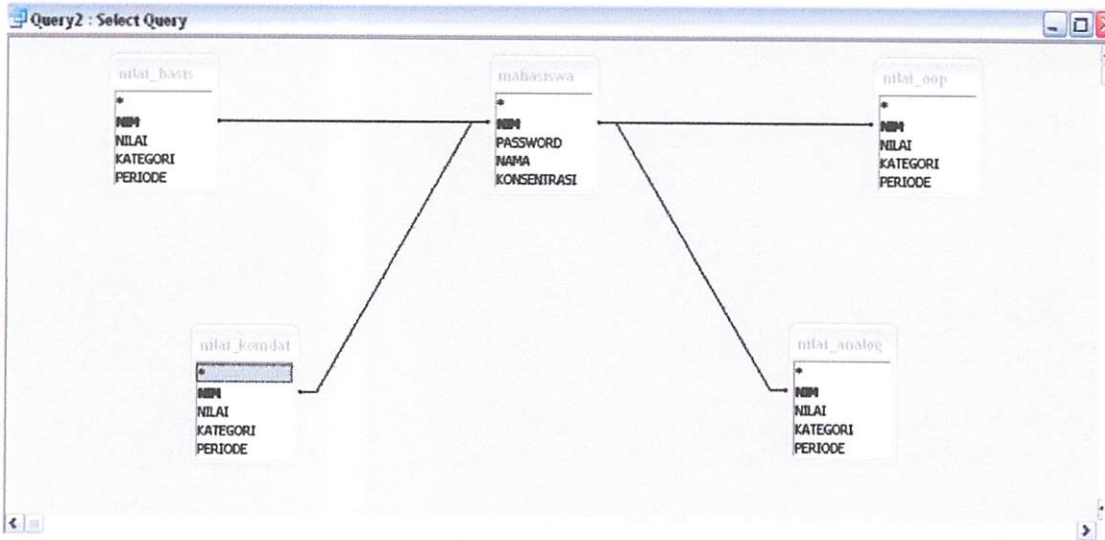 Query2 : Select Query
nilai_basis
*
NIM
NILAI
KATEGORI
PERIODE
mahasiswa
*
NIM
PASSWORD
NAMA
KONSENTRASI
nilai_oop
*
NIM
NILAI
KATEGORI
PERIODE
nilai_komdat
*
NIM
NILAI
KATEGORI
PERIODE
nilai_analog
*
NIM
NILAI
KATEGORI
PERIODE